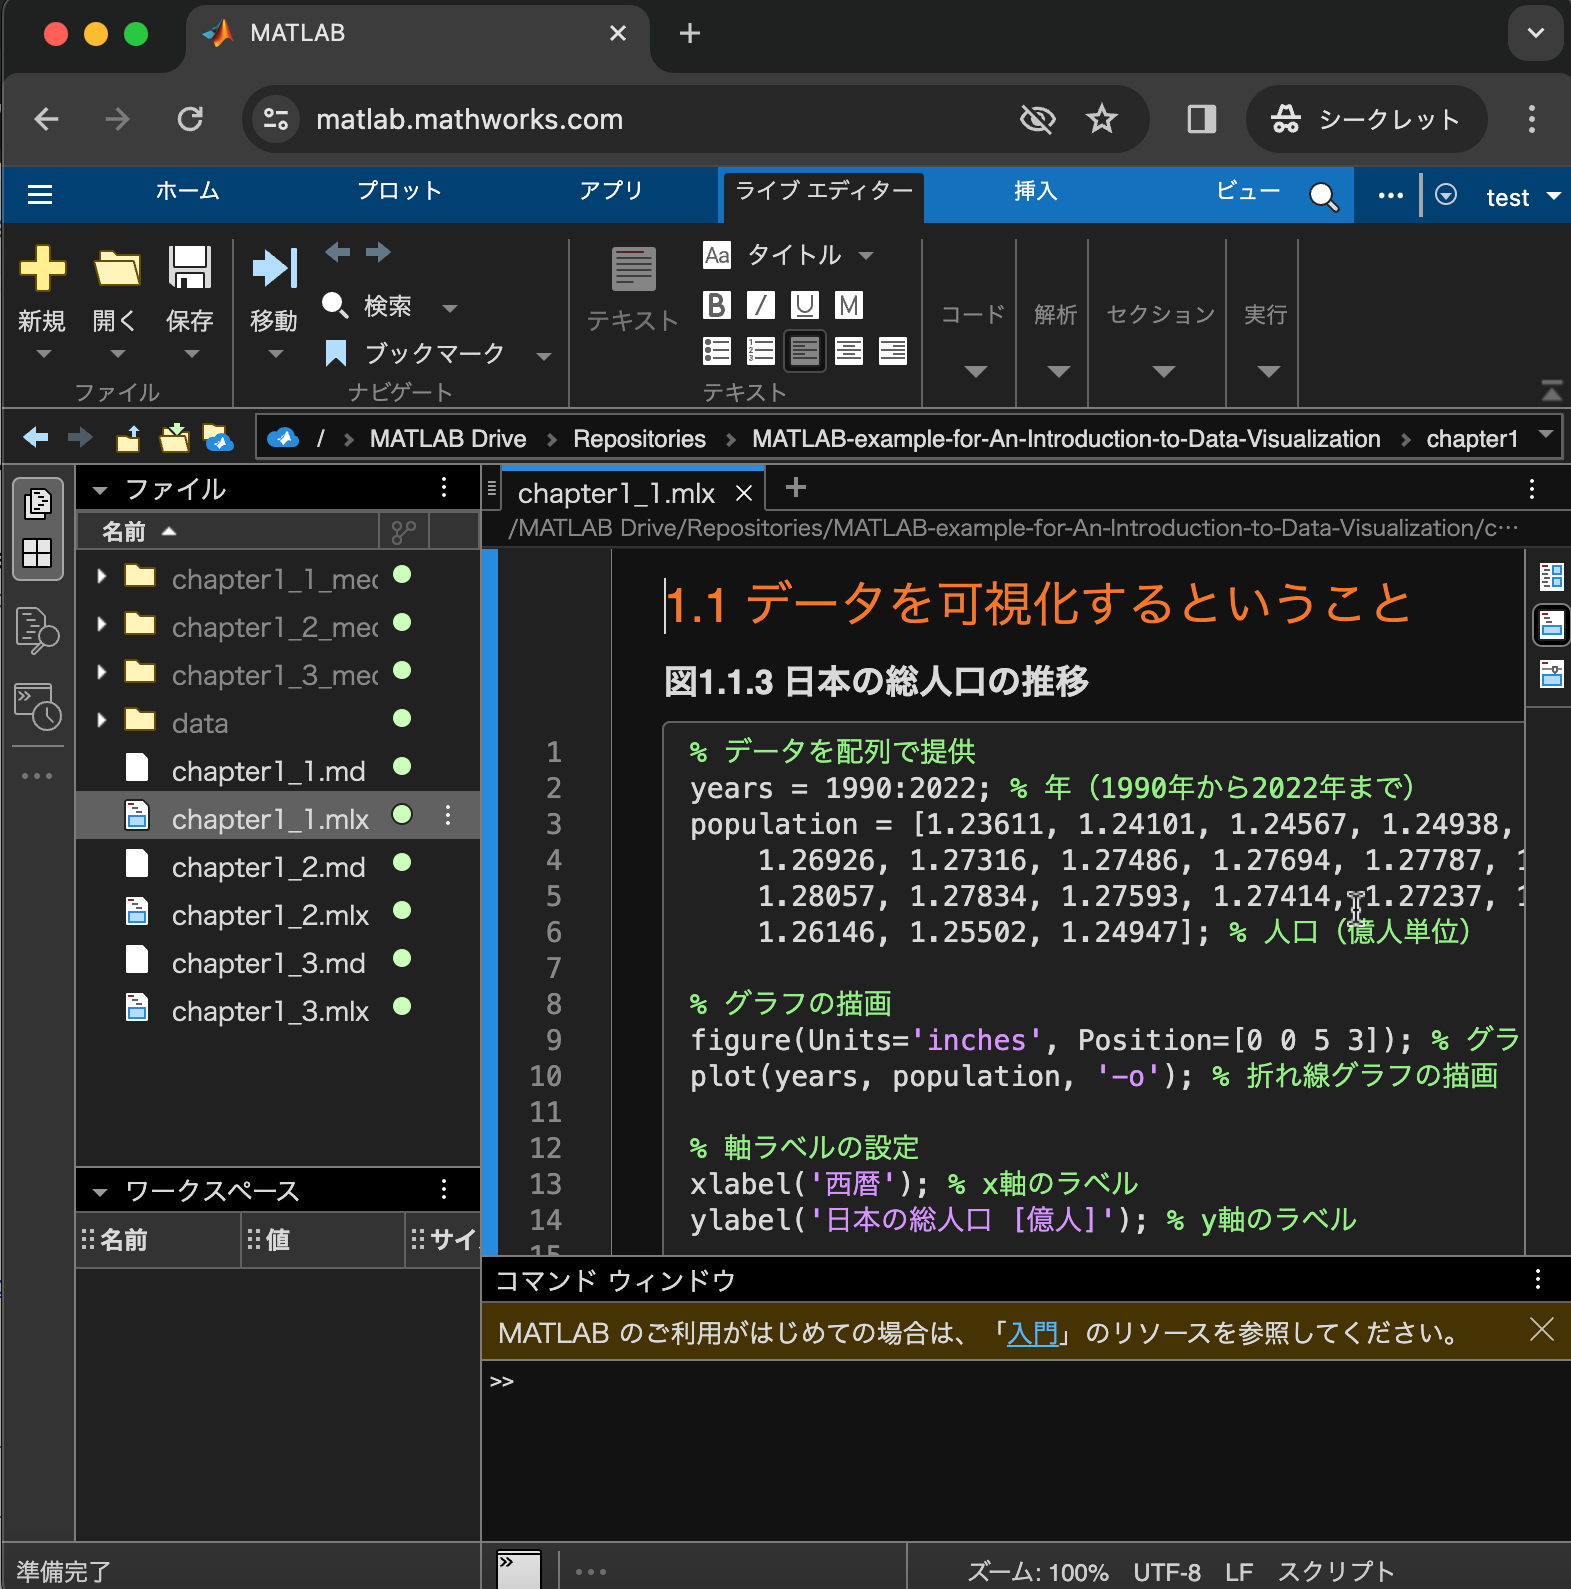 MATLAB
matlab.mathworks.com
シークレット
ホーム
プロット
アプリ
ライブ エディター
挿入
ビュー
test
新規
開く
保存
ファイル
移動
検索
ブックマーク
ナビゲート
テキスト
Aa タイトル
B / U M
テキスト
コード
解析
セクション
実行
/ › MATLAB Drive › Repositories › MATLAB-example-for-An-Introduction-to-Data-Visualization › chapter1
ファイル
名前
chapter1_1_mec
chapter1_2_mec
chapter1_3_mec
data
chapter1_1.md
chapter1_1.mlx
chapter1_2.md
chapter1_2.mlx
chapter1_3.md
chapter1_3.mlx
ワークスペース
名前 値 サイ
chapter1_1.mlx
/MATLAB Drive/Repositories/MATLAB-example-for-An-Introduction-to-Data-Visualization/c…
1.1 データを可視化するということ
図1.1.3 日本の総人口の推移
1 % データを配列で提供
2 years = 1990:2022; % 年（1990年から2022年まで）
3 population = [1.23611, 1.24101, 1.24567, 1.24938,
4 1.26926, 1.27316, 1.27486, 1.27694, 1.27787, 1
5 1.28057, 1.27834, 1.27593, 1.27414, 1.27237, 1
6 1.26146, 1.25502, 1.24947]; % 人口（億人単位）
7
8 % グラフの描画
9 figure(Units='inches', Position=[0 0 5 3]); % グラ
10 plot(years, population, '-o'); % 折れ線グラフの描画
11
12 % 軸ラベルの設定
13 xlabel('西暦'); % x軸のラベル
14 ylabel('日本の総人口 [億人]'); % y軸のラベル
15
コマンド ウィンドウ
MATLAB のご利用がはじめての場合は、「入門」のリソースを参照してください。
>>
準備完了
ズーム: 100% UTF-8 LF スクリプト